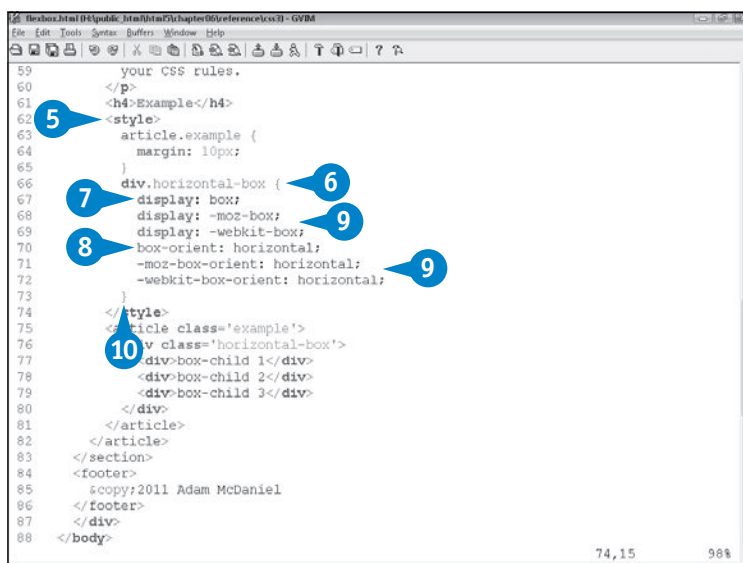 flexbox.html (H:\public_html\html5\chapter06\reference\css3) - GVIM
File Edit Tools Syntax Buffers Window Help
59 your CSS rules.
60 </p>
61 <h4>Example</h4>
5
62 <style>
63 article.example {
64 margin: 10px;
65 }
66 div.horizontal-box {
6
7
67 display: box;
68 display: -moz-box;
9
69 display: -webkit-box;
8
70 box-orient: horizontal;
71 -moz-box-orient: horizontal;
9
72 -webkit-box-orient: horizontal;
73 }
10
74 </style>
75 <article class='example'>
76 class='horizontal-box'>
77 <div>box-child 1</div>
78 <div>box-child 2</div>
79 <div>box-child 3</div>
80 </div>
81 </article>
82 </article>
83 </section>
84 <footer>
85 &copy;2011 Adam McDaniel
86 </footer>
87 </div>
88 </body>
74,15 98%